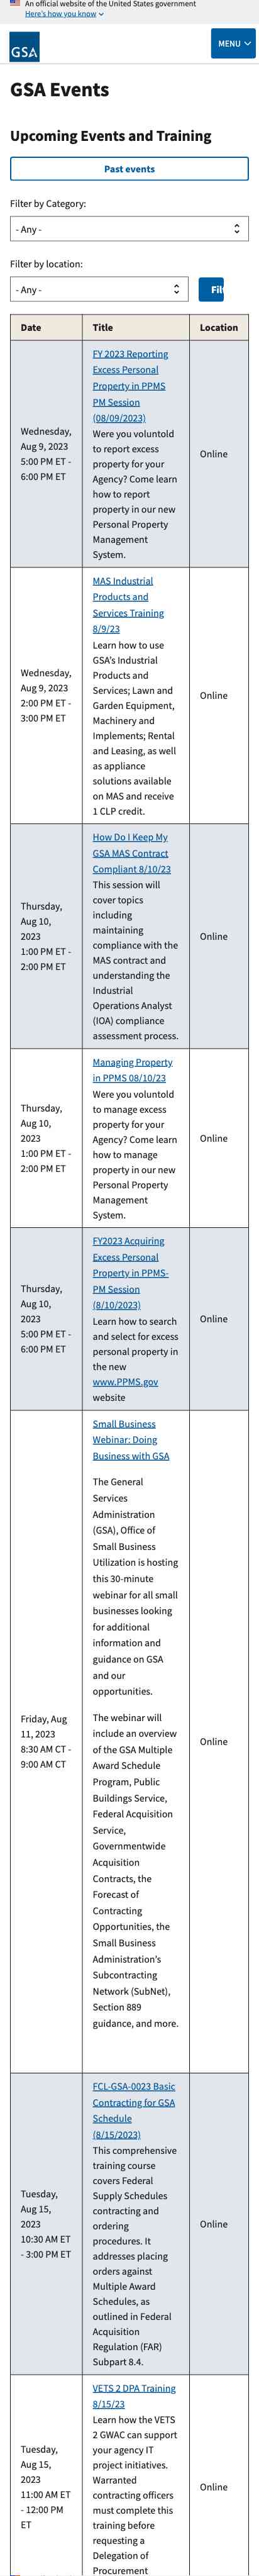 An official website of the United States government
Here's how you know
GSA
MENU
GSA Events
Upcoming Events and Training
Past events
Filter by Category:
- Any -
Filter by location:
- Any -
Filt
Date
Title
Location
Wednesday,
Aug 9, 2023
5:00 PM ET -
6:00 PM ET
FY 2023 Reporting
Excess Personal
Property in PPMS
PM Session
(08/09/2023)
Were you voluntold
to report excess
property for your
Agency? Come learn
how to report
property in our new
Personal Property
Management
System.
Online
Wednesday,
Aug 9, 2023
2:00 PM ET -
3:00 PM ET
MAS Industrial
Products and
Services Training
8/9/23
Learn how to use
GSA's Industrial
Products and
Services; Lawn and
Garden Equipment,
Machinery and
Implements; Rental
and Leasing, as well
as appliance
solutions available
on MAS and receive
1 CLP credit.
Online
Thursday,
Aug 10,
2023
1:00 PM ET -
2:00 PM ET
How Do I Keep My
GSA MAS Contract
Compliant 8/10/23
This session will
cover topics
including
maintaining
compliance with the
MAS contract and
understanding the
Industrial
Operations Analyst
(IOA) compliance
assessment process.
Online
Thursday,
Aug 10,
2023
1:00 PM ET -
2:00 PM ET
Managing Property
in PPMS 08/10/23
Were you voluntold
to manage excess
property for your
Agency? Come learn
how to manage
property in our new
Personal Property
Management
System.
Online
Thursday,
Aug 10,
2023
5:00 PM ET -
6:00 PM ET
FY2023 Acquiring
Excess Personal
Property in PPMS-
PM Session
(8/10/2023)
Learn how to search
and select for excess
personal property in
the new
www.PPMS.gov
website
Online
Friday, Aug
11, 2023
8:30 AM CT -
9:00 AM CT
Small Business
Webinar: Doing
Business with GSA
The General
Services
Administration
(GSA), Office of
Small Business
Utilization is hosting
this 30-minute
webinar for all small
businesses looking
for additional
information and
guidance on GSA
and our
opportunities.
The webinar will
include an overview
of the GSA Multiple
Award Schedule
Program, Public
Buildings Service,
Federal Acquisition
Service,
Governmentwide
Acquisition
Contracts, the
Forecast of
Contracting
Opportunities, the
Small Business
Administration's
Subcontracting
Network (SubNet),
Section 889
guidance, and more.
Online
Tuesday,
Aug 15,
2023
10:30 AM ET
- 3:00 PM ET
FCL-GSA-0023 Basic
Contracting for GSA
Schedule
(8/15/2023)
This comprehensive
training course
covers Federal
Supply Schedules
contracting and
ordering
procedures. It
addresses placing
orders against
Multiple Award
Schedules, as
outlined in Federal
Acquisition
Regulation (FAR)
Subpart 8.4.
Online
Tuesday,
Aug 15,
2023
11:00 AM ET
- 12:00 PM
ET
VETS 2 DPA Training
8/15/23
Learn how the VETS
2 GWAC can support
your agency IT
project initiatives.
Warranted
contracting officers
must complete this
training before
requesting a
Delegation of
Procurement
Online